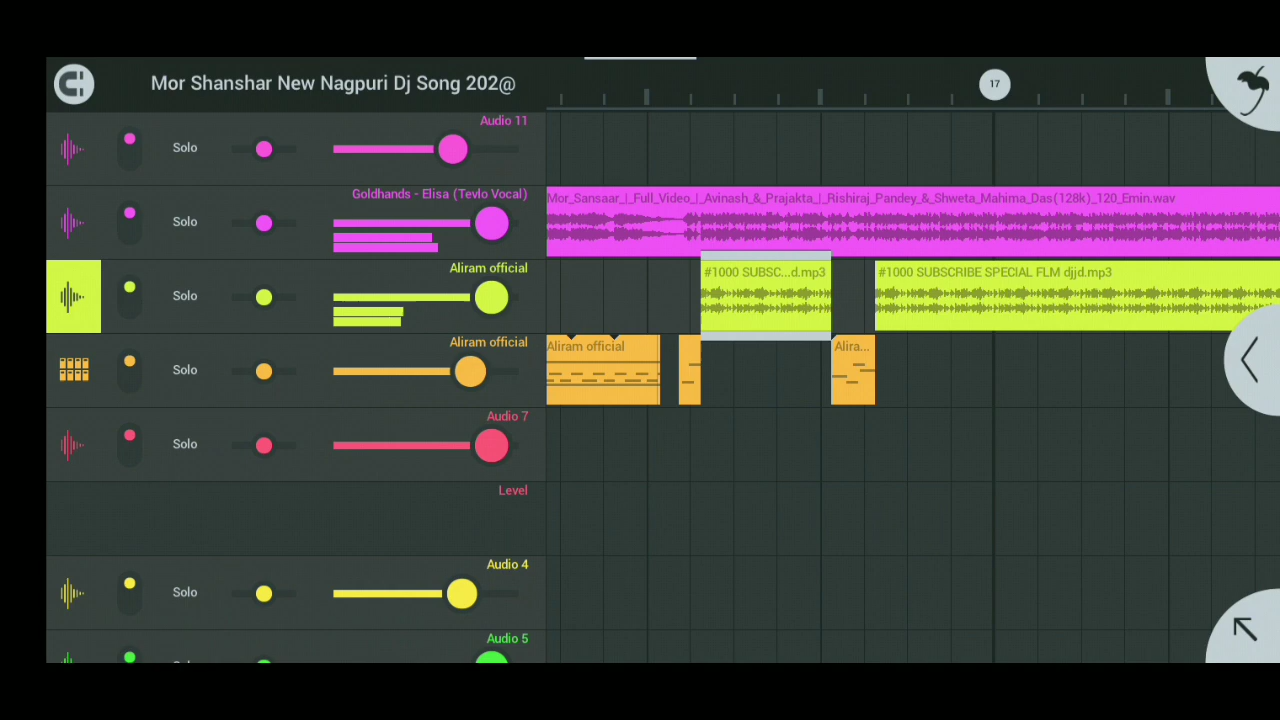 Mor Shanshar New Nagpuri Dj Song 202@
17
Audio 11
Solo
Goldhands - Elisa (Tevlo Vocal)
Solo
Mor_Sansaar_|_Full_Video_|_Avinash_&_Prajakta_|_Rishiraj_Pandey_&_Shweta_Mahima_Das(128k)_120_Emin.wav
Aliram official
Solo
#1000 SUBSC...d.mp3
#1000 SUBSCRIBE SPECIAL FLM djjd.mp3
Aliram official
Solo
Aliram official
Alira...
Audio 7
Solo
Level
Audio 4
Solo
Audio 5
Solo